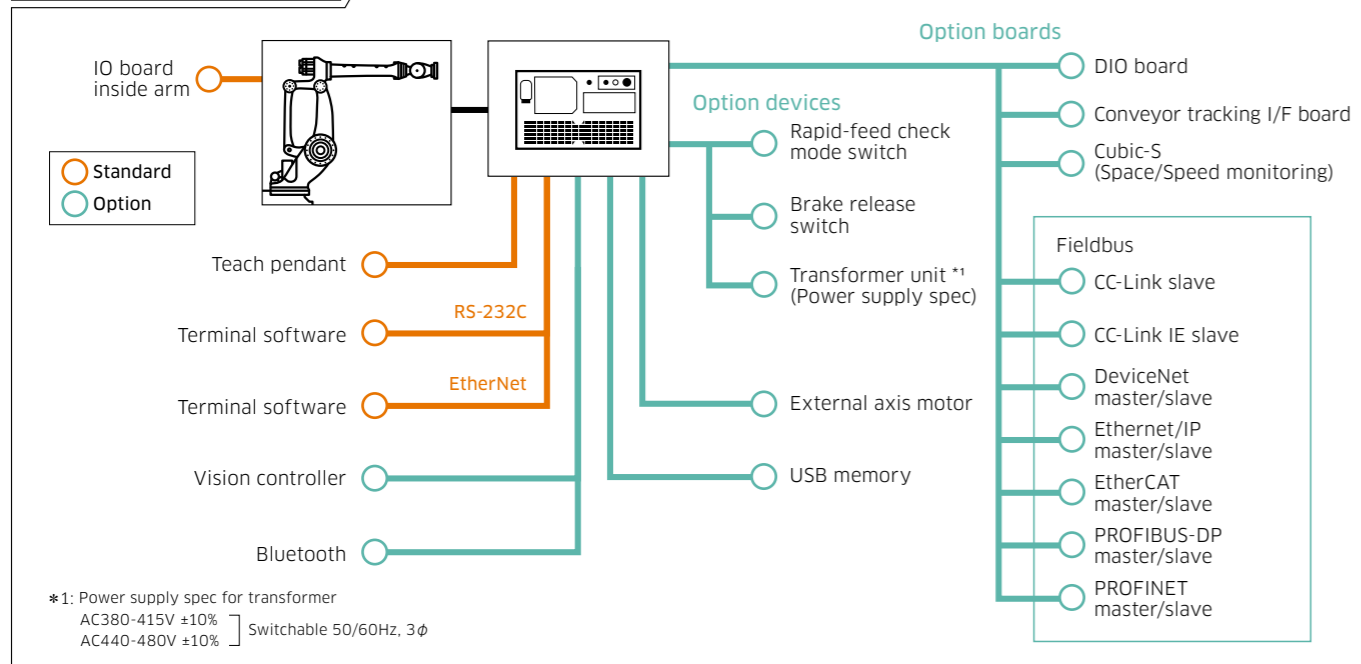 IO board
inside arm
Standard
Option
Teach pendant
RS-232C
Terminal software
EtherNet
Terminal software
Vision controller
Bluetooth
Option devices
Rapid-feed check
mode switch
Brake release
switch
Transformer unit *1
(Power supply spec)
External axis motor
USB memory
Option boards
DIO board
Conveyor tracking I/F board
Cubic-S
(Space/Speed monitoring)
Fieldbus
CC-Link slave
CC-Link IE slave
DeviceNet
master/slave
Ethernet/IP
master/slave
EtherCAT
master/slave
PROFIBUS-DP
master/slave
PROFINET
master/slave
*1: Power supply spec for transformer
AC380-415V ±10%
AC440-480V ±10%
Switchable 50/60Hz, 3ϕ